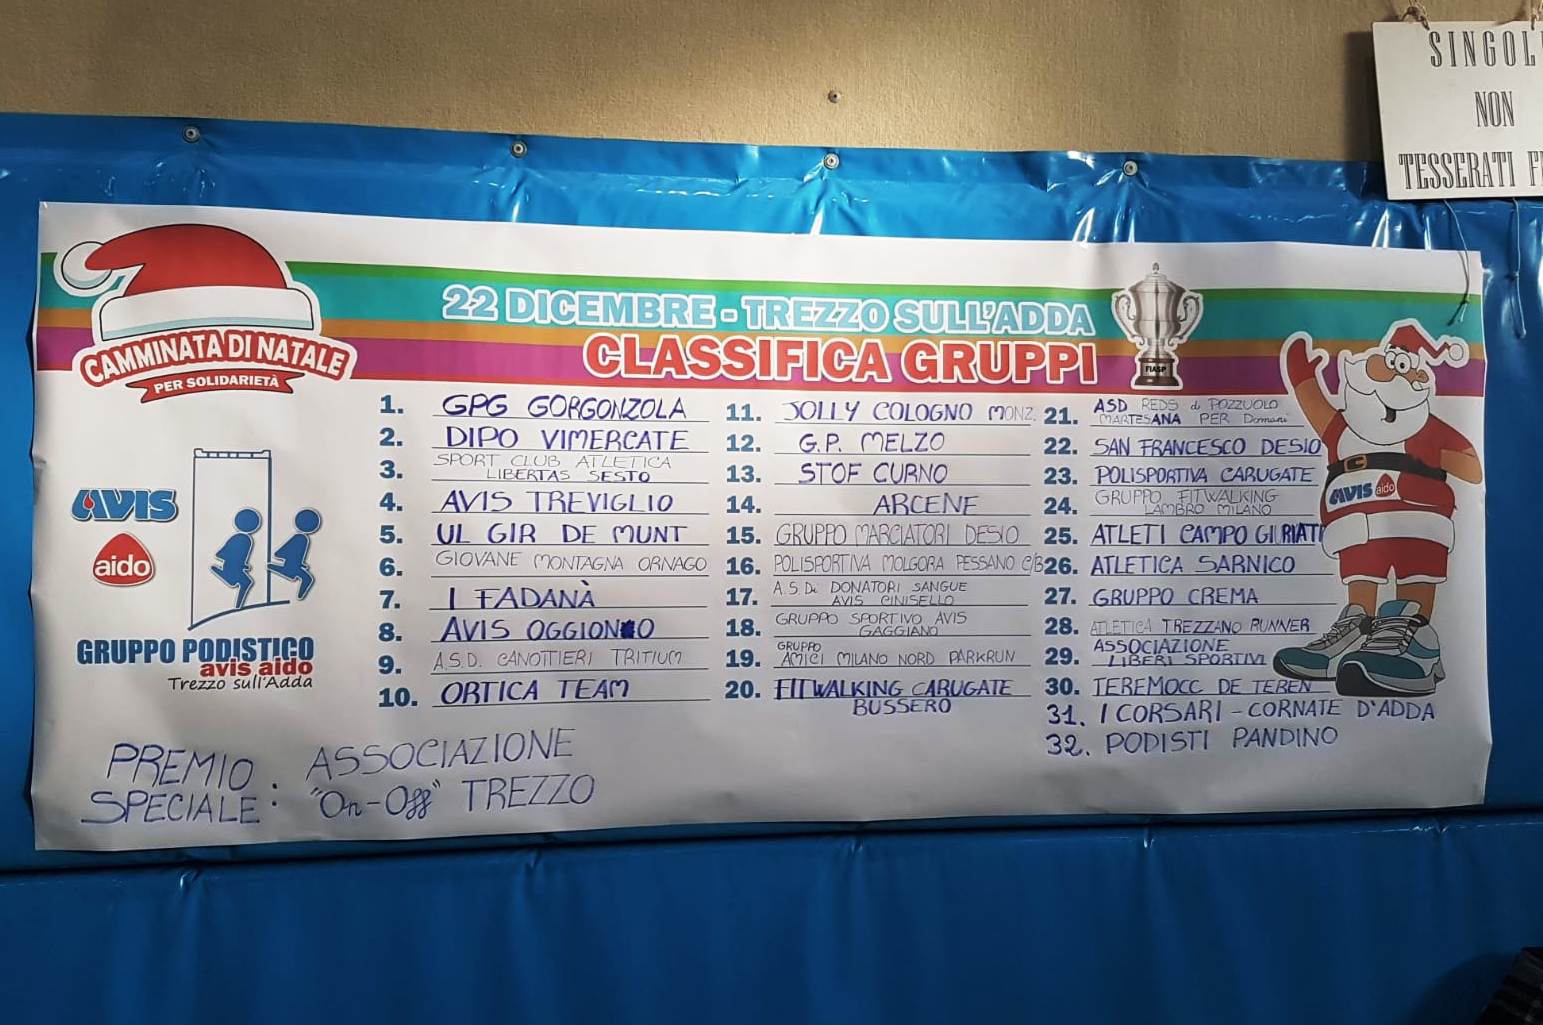 SINGOLI
NON
TESSERATI
22 DICEMBRE - TREZZO SULL'ADDA
CLASSIFICA GRUPPI
FIASP
CAMMINATA DI NATALE
PER SOLIDARIETÀ
AVIS
aido
GRUPPO PODISTICO
avis aido
Trezzo sull'Adda
1. GPG GORGONZOLA
2. DIPO VIMERCATE
3. SPORT CLUB ATLETICA
LIBERTAS SESTO
4. AVIS TREVIGLIO
5. UL GIR DE MUNT
6. GIOVANE MONTAGNA ORNAGO
7. I FADANÀ
8. AVIS OGGIONO
9. A.S.D. CANOTTIERI TRITIUM
10. ORTICA TEAM
11. JOLLY COLOGNO MONZ.
12. G.P. MELZO
13. STOF CURNO
14. ARCENE
15. GRUPPO MARCIATORI DESIO
16. POLISPORTIVA MOLGORA PESSANO C/B
17. A.S.D. DONATORI SANGUE
AVIS CINISELLO
18. GRUPPO SPORTIVO AVIS
GAGGIANO
19. GRUPPO
AMICI MILANO NORD PARKRUN
20. FITWALKING CARUGATE
BUSSERO
21. ASD REDS di POZZUOLO
MARTESANA PER Domani
22. SAN FRANCESCO DESIO
23. POLISPORTIVA CARUGATE
24. GRUPPO FITWALKING
LAMBRO MILANO
25. ATLETI CAMPO GIURIATI
26. ATLETICA SARNICO
27. GRUPPO CREMA
28. ATLETICA TREZZANO RUNNER
29. ASSOCIAZIONE
LIBERI SPORTIVI
30. TEREMOCC DE TEREN
31. I CORSARI - CORNATE D'ADDA
32. PODISTI PANDINO
AVIS aido
PREMIO SPECIALE: ASSOCIAZIONE
"On-Off" TREZZO